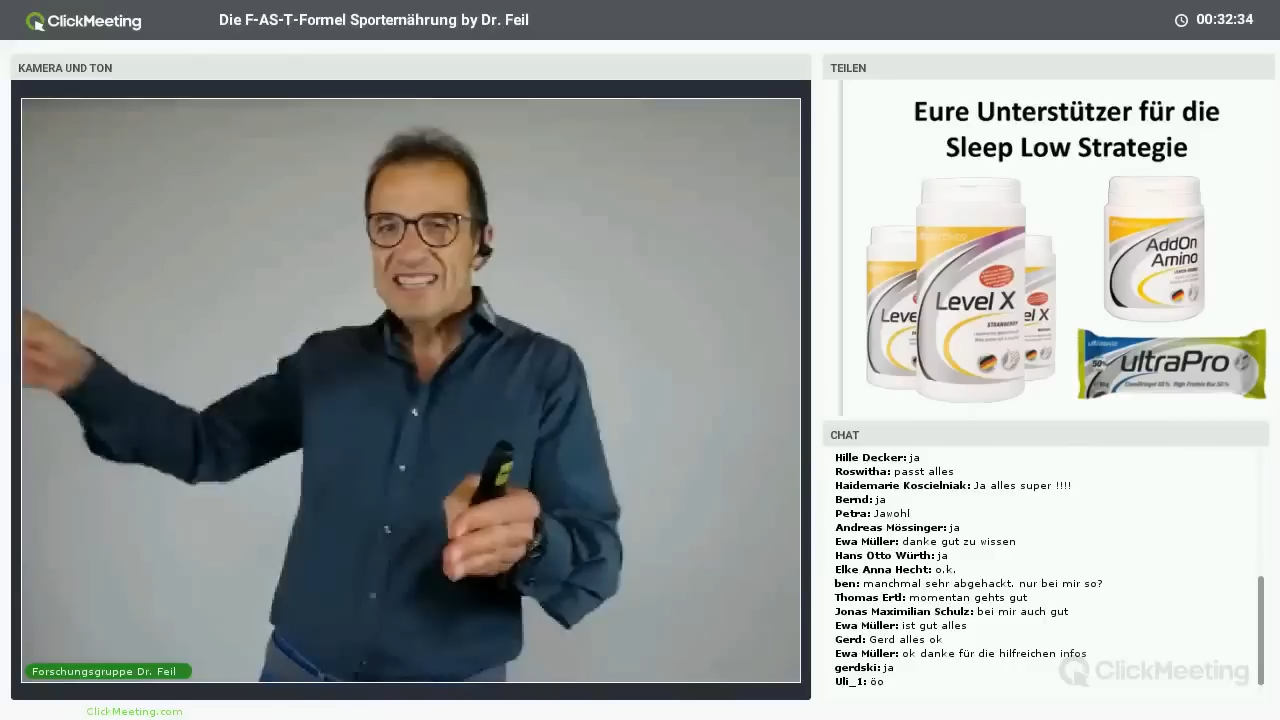 ClickMeeting
Die F-AS-T-Formel Sporternährung by Dr. Feil
00:32:34
KAMERA UND TON
TEILEN
Eure Unterstützer für die
Sleep Low Strategie
Level X
STRAWBERRY
AddOn
Amino
ultraPro
50%
Forschungsgruppe Dr. Feil
CHAT
Hille Decker: ja
Roswitha: passt alles
Haidemarie Koscielniak: Ja alles super !!!!
Bernd: ja
Petra: Jawohl
Andreas Mössinger: ja
Ewa Müller: danke gut zu wissen
Hans Otto Würth: ja
Elke Anna Hecht: o.k.
ben: manchmal sehr abgehackt. nur bei mir so?
Thomas Ertl: momentan gehts gut
Jonas Maximilian Schulz: bei mir auch gut
Ewa Müller: ist gut alles
Gerd: Gerd alles ok
Ewa Müller: ok danke für die hilfreichen infos
gerdski: ja
Uli_1: öo
ClickMeeting
ClickMeeting.com